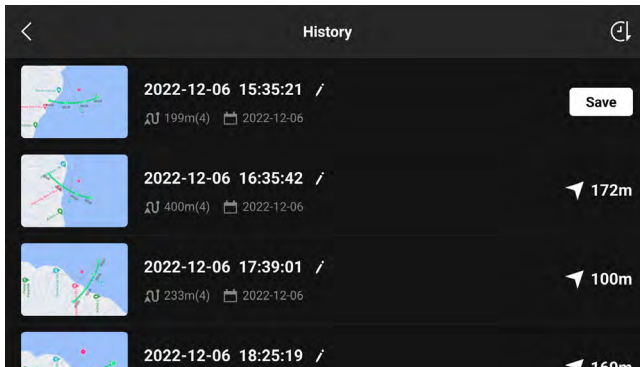 History
2022-12-06 15:35:21
199m(4) 2022-12-06
Save
2022-12-06 16:35:42
400m(4) 2022-12-06
172m
2022-12-06 17:39:01
233m(4) 2022-12-06
100m
2022-12-06 18:25:19